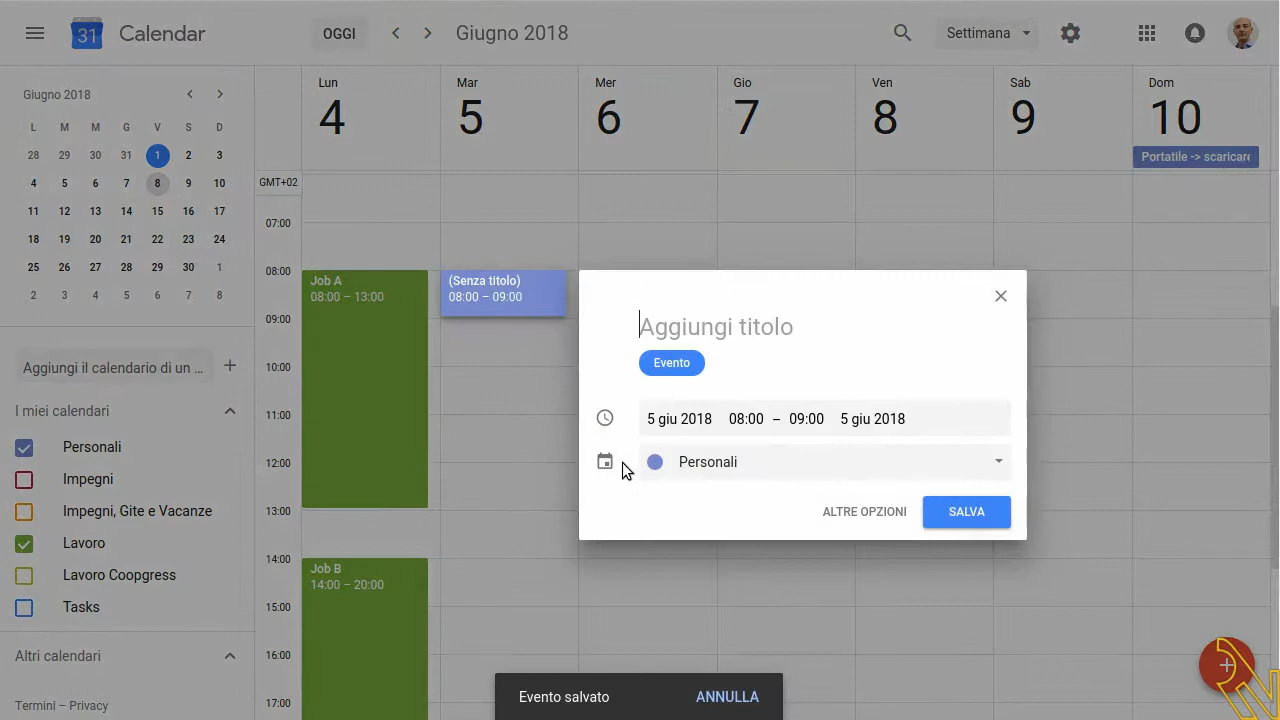 31 Calendar
OGGI
Giugno 2018
Settimana
Giugno 2018
L M M G V S D
28 29 30 31 1 2 3
4 5 6 7 8 9 10
11 12 13 14 15 16 17
18 19 20 21 22 23 24
25 26 27 28 29 30 1
2 3 4 5 6 7 8
Aggiungi il calendario di un ...
I miei calendari
Personali
Impegni
Impegni, Gite e Vacanze
Lavoro
Lavoro Coopgress
Tasks
Altri calendari
Termini – Privacy
Lun Mar Mer Gio Ven Sab Dom
4 5 6 7 8 9 10
Portatile -> scaricare
GMT+02
07:00
08:00
09:00
10:00
11:00
12:00
13:00
14:00
15:00
16:00
17:00
Job A
08:00 – 13:00
Job B
14:00 – 20:00
(Senza titolo)
08:00 – 09:00
Aggiungi titolo
Evento
5 giu 2018 08:00 – 09:00 5 giu 2018
Personali
ALTRE OPZIONI SALVA
Evento salvato ANNULLA